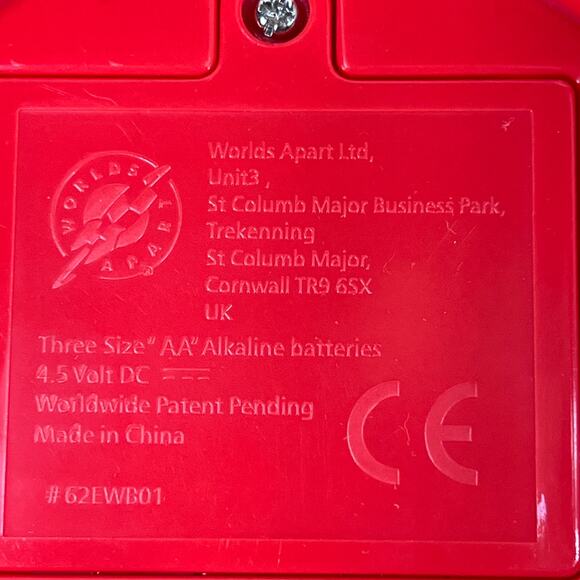 WORLDS
APART
Worlds Apart Ltd,
Unit3 ,
St Columb Major Business Park,
Trekenning
St Columb Major,
Cornwall TR9 6SX
UK
Three Size "AA" Alkaline batteries
4.5 Volt DC
Worldwide Patent Pending
Made in China
CE
#62EWB01